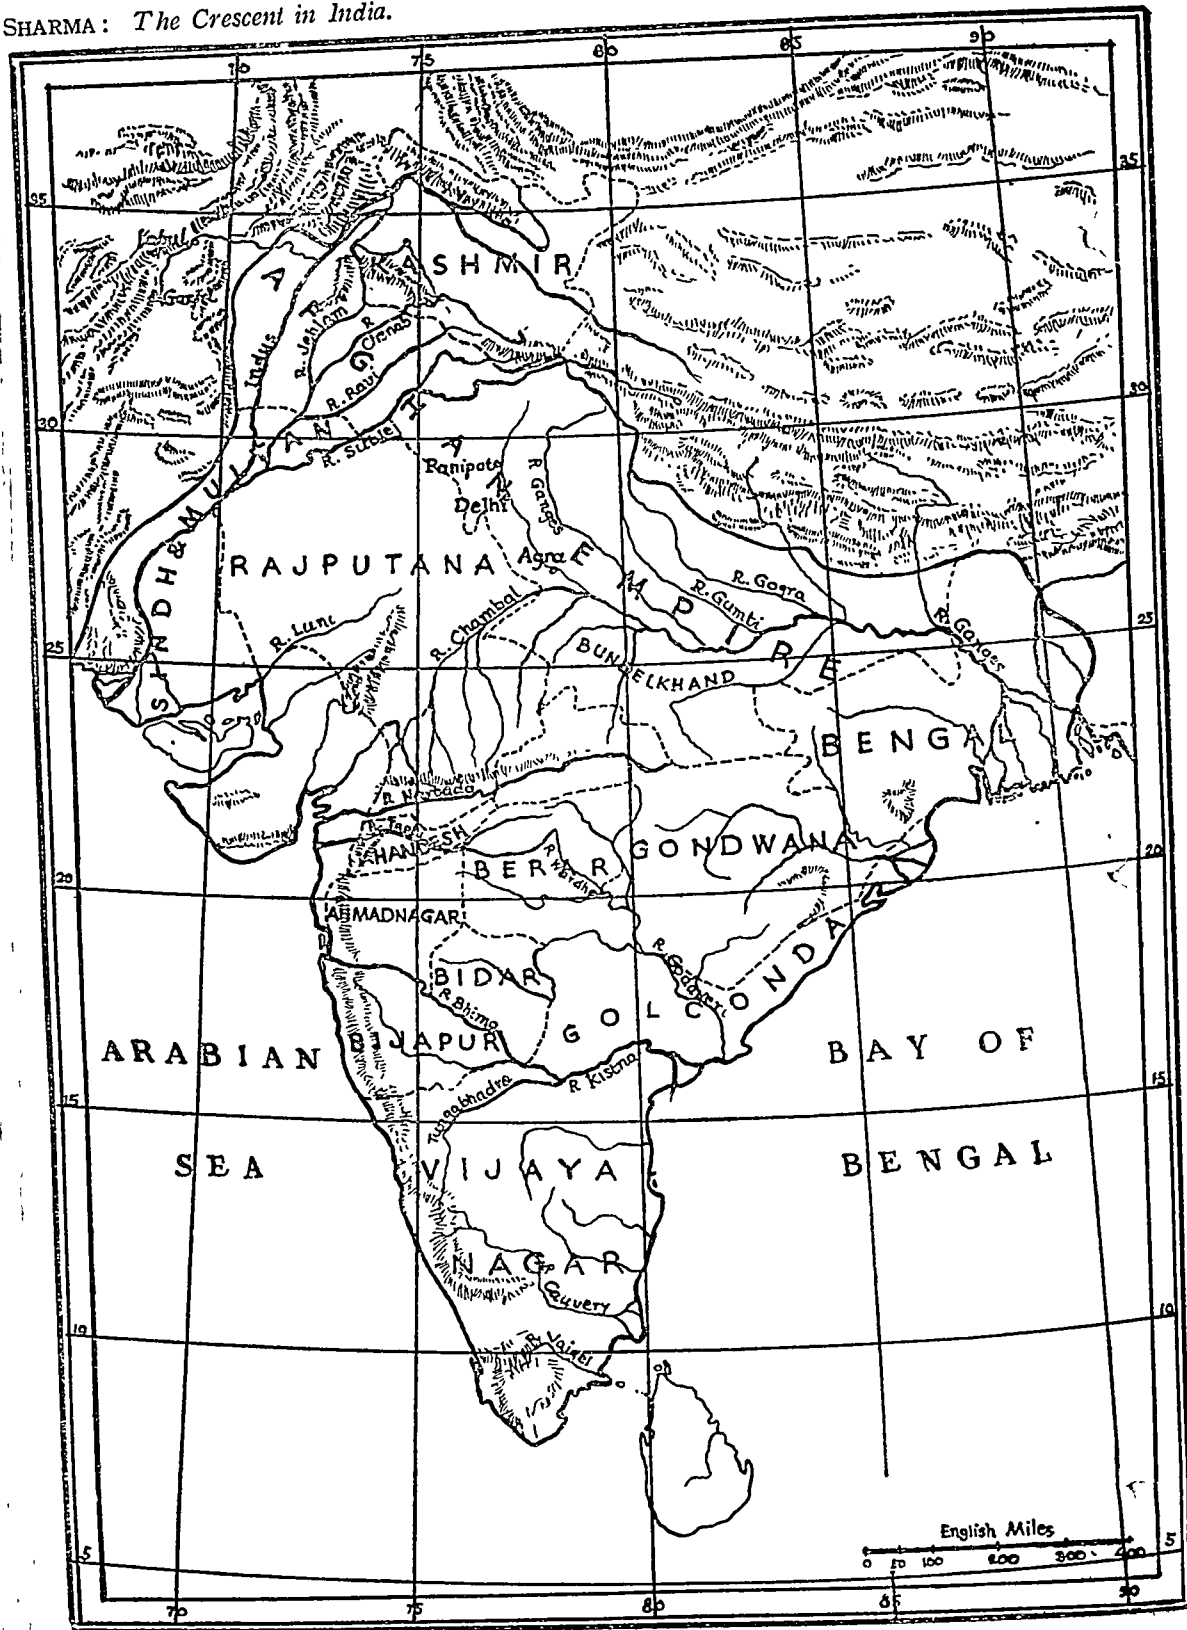 SHARMA: The Crescent in India.
70 75 80 85 90
35 35
Kabul
KASHMIR
R. Jehlam
R. Chenab
Indus
R. Ravi
30 30
R. Sutlej
Panipat
Delhi
R. Ganges
AGHAN EMPIRE
SINDH & MULTAN
RAJPUTANA
Agra
R. Gogra
R. Gumti
R. Chambal
R. Luni
R. Ganges
25 25
BUNDELKHAND
BENGAL
R. Narbada
R. Tapti
KHANDESH
BERAR
R. Wardha
GONDWANA
20 20
AHMADNAGAR
BIDAR
R. Godaveri
R Bhima
GOLCONDA
BIJAPUR
ARABIAN
SEA
BAY OF
BENGAL
R Kistna
Tungabhadra
15 15
VIJAYA
NAGAR
Cauvery
10 10
R. Vaigai
English Miles
0 50 100 200 300 400
5 5
70 75 80 85 90